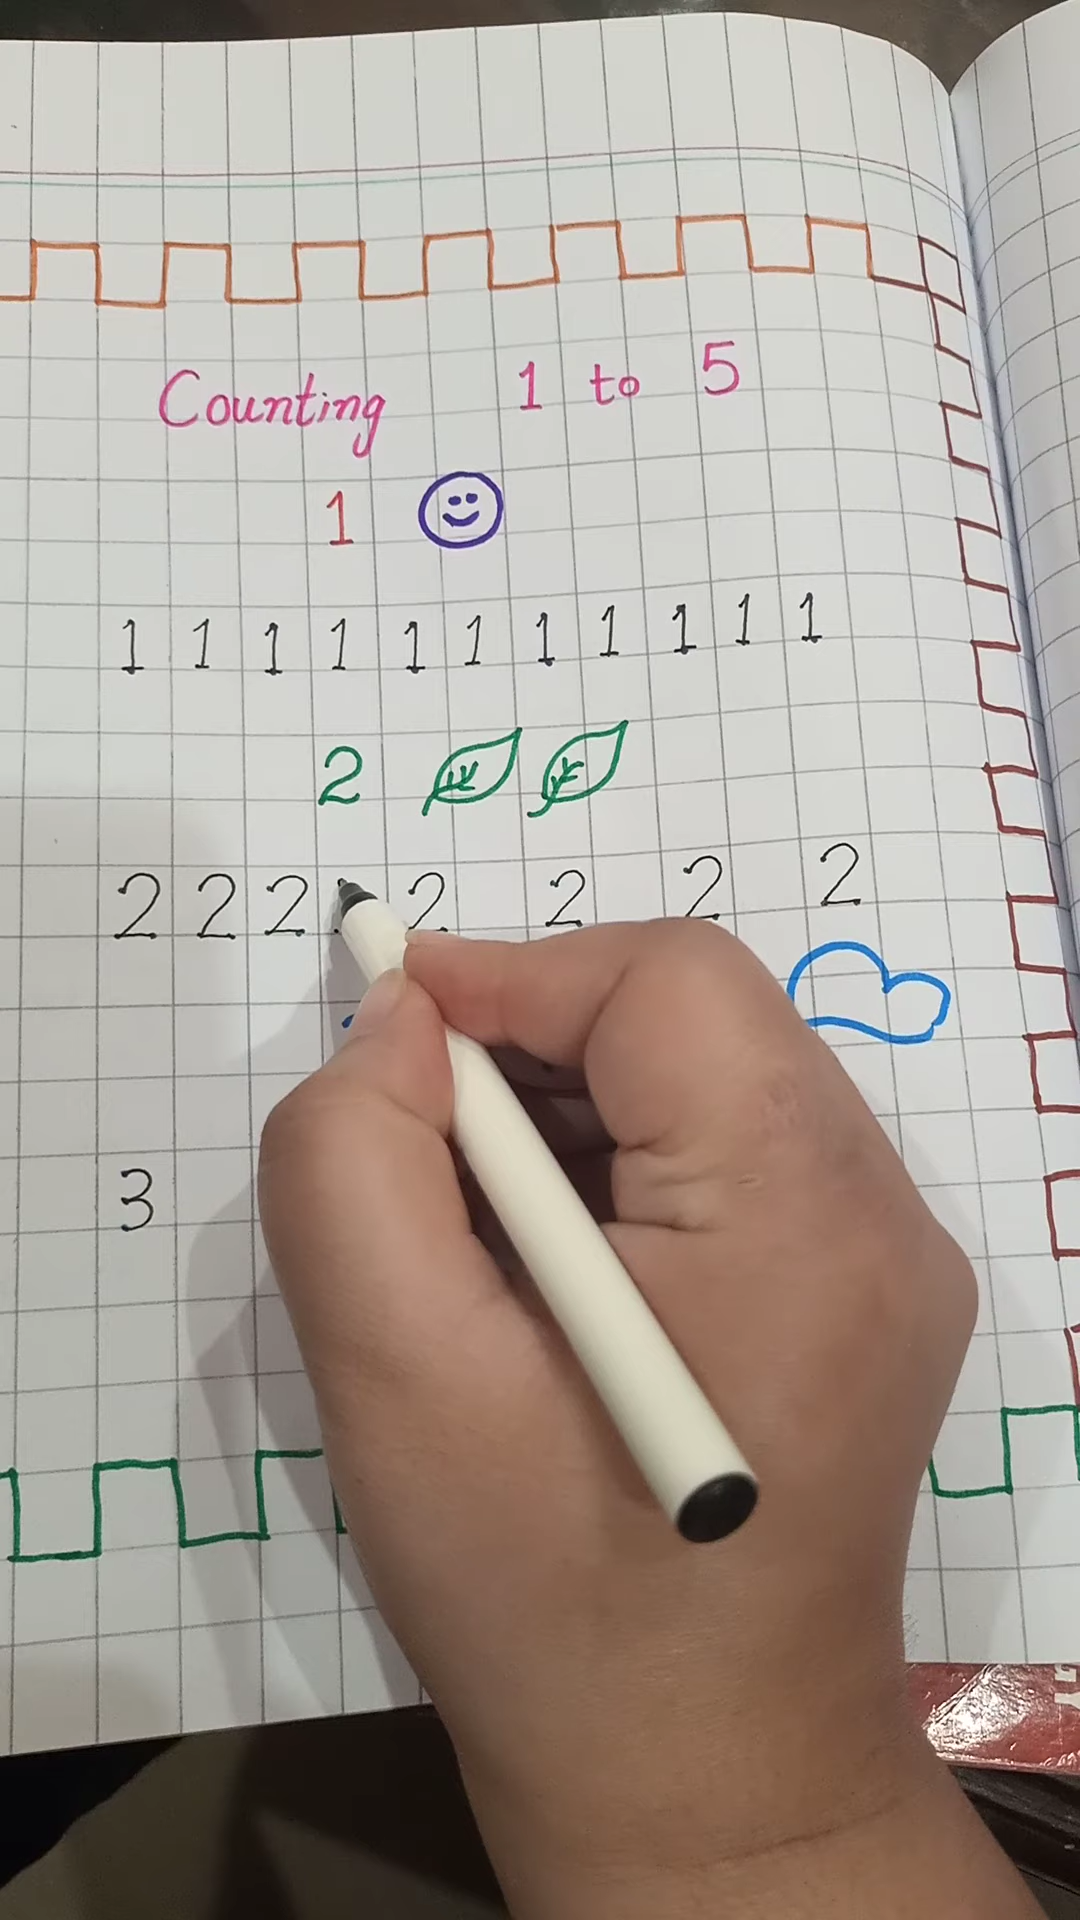 Counting 1 to 5
1
1 1 1 1 1 1 1 1 1 1 1
2
2 2 2 2 2 2 2
3